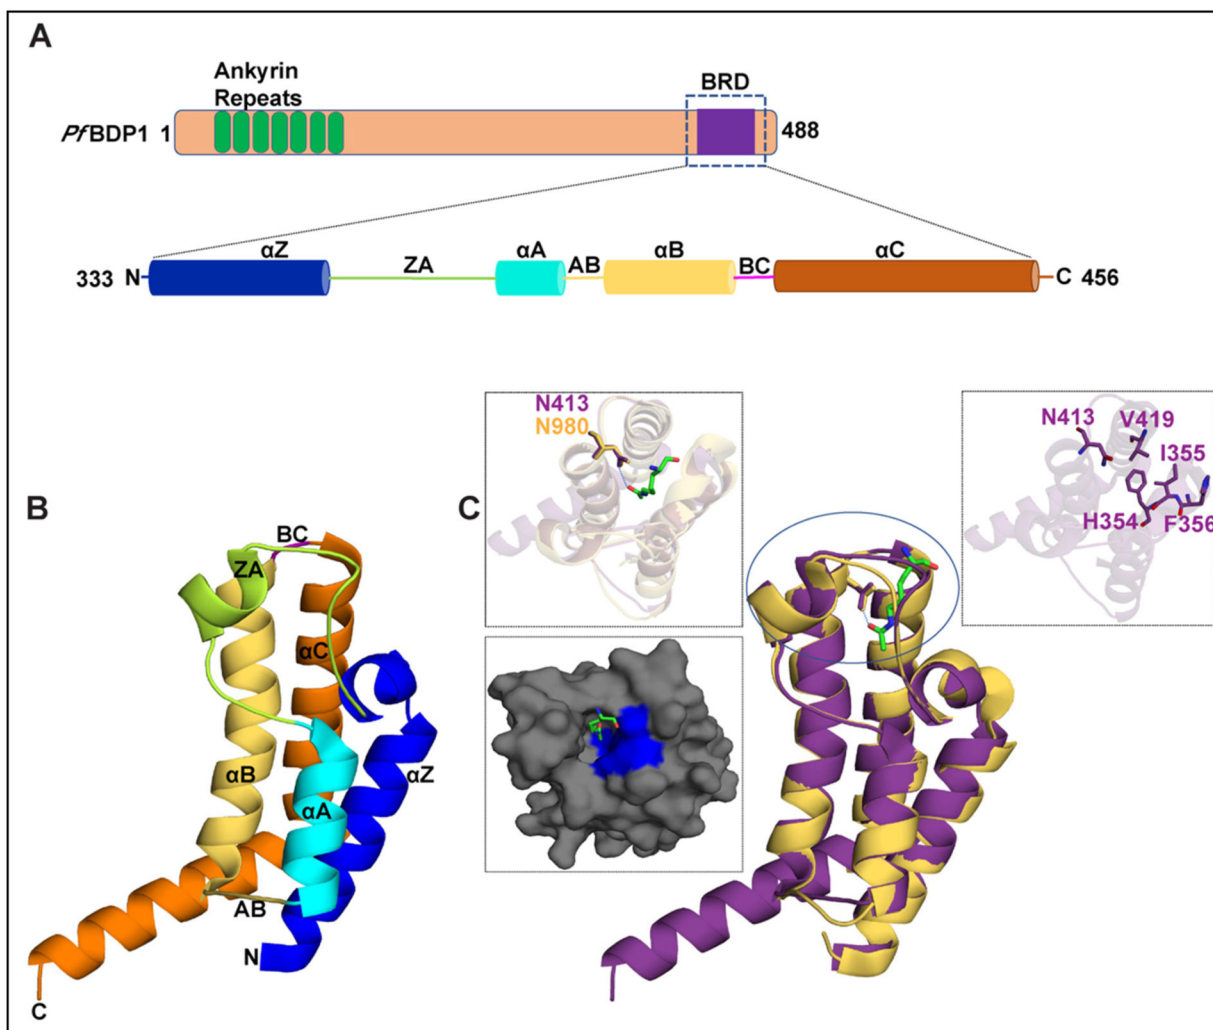 A
Ankyrin
Repeats
BRD
PfBDP1 1
488
αZ
ZA
αA
AB
αB
BC
αC
333 N
C 456
B
BC
ZA
αC
αB
αZ
αA
AB
N
C
C
N413
N980
N413
V419
I355
H354
F356